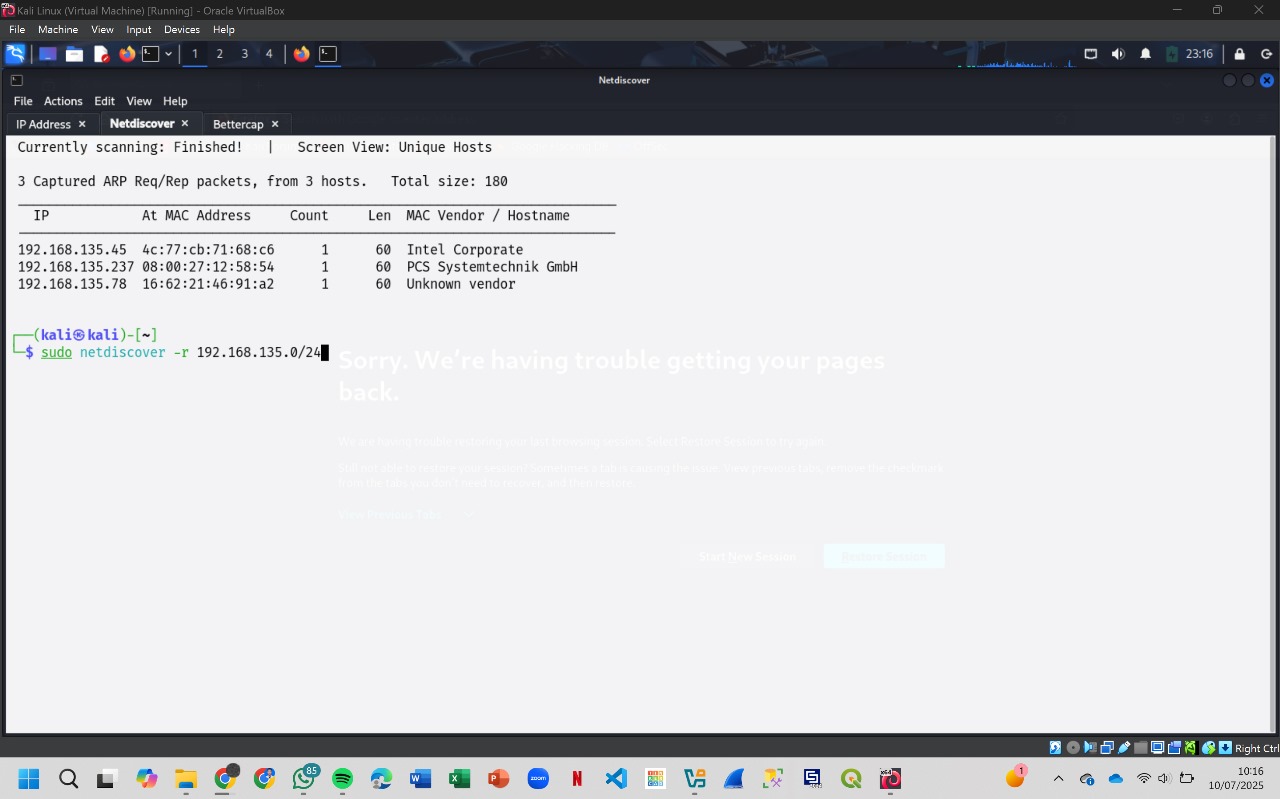 Kali Linux (Virtual Machine) [Running] - Oracle VirtualBox
File Machine View Input Devices Help
1 2 3 4 23:16
Netdiscover
File Actions Edit View Help
IP Address Netdiscover Bettercap
Currently scanning: Finished! | Screen View: Unique Hosts
3 Captured ARP Req/Rep packets, from 3 hosts. Total size: 180
IP At MAC Address Count Len MAC Vendor / Hostname
192.168.135.45 4c:77:cb:71:68:c6 1 60 Intel Corporate
192.168.135.237 08:00:27:12:58:54 1 60 PCS Systemtechnik GmbH
192.168.135.78 16:62:21:46:91:a2 1 60 Unknown vendor
(kali㉿kali)-[~]
$ sudo netdiscover -r 192.168.135.0/24
Sorry. We're having trouble getting your pages
back.
We are having trouble restoring your last browsing session. Select Restore Session to try again.
Still not able to restore your session? Sometimes a tab is causing the issue. View previous tabs, remove the checkmark
from the tabs you don't need to recover, and then restore.
View Previous Tabs
Start New Session Restore Session
Right Ctrl
85
zoom
1
10:16
10/07/2025